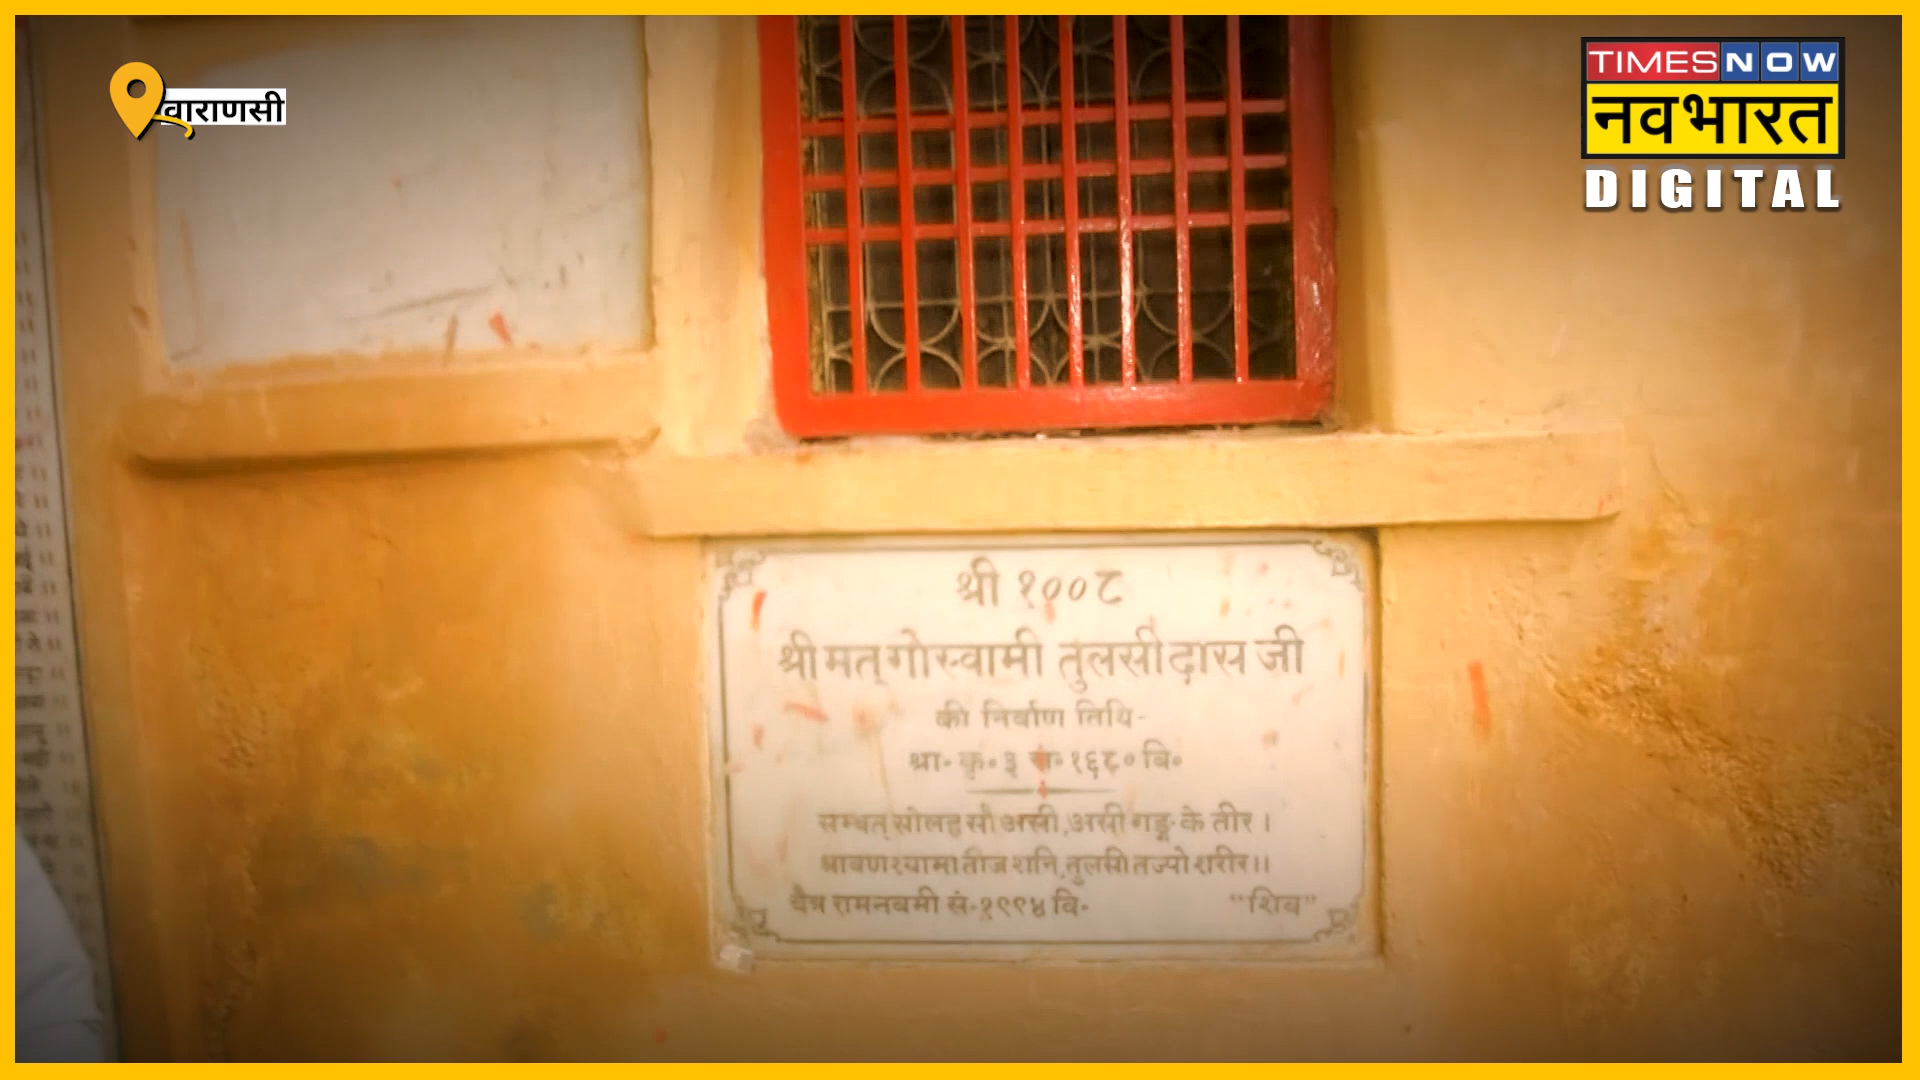 वाराणसी
TIMES NOW
नवभारत
DIGITAL
श्री १००८
श्रीमत् गोस्वामी तुलसीदास जी
की निर्वाण तिथि-
श्रा॰ कृ॰ ३ स॰ १६८० वि॰
सम्वत् सोलह सौ असी, असी गङ्ग के तीर ।
श्रावण श्यामा तीज शनि, तुलसी तज्यो शरीर ।।
चैत्र रामनवमी सं॰ १९९४ वि॰ "शिव"